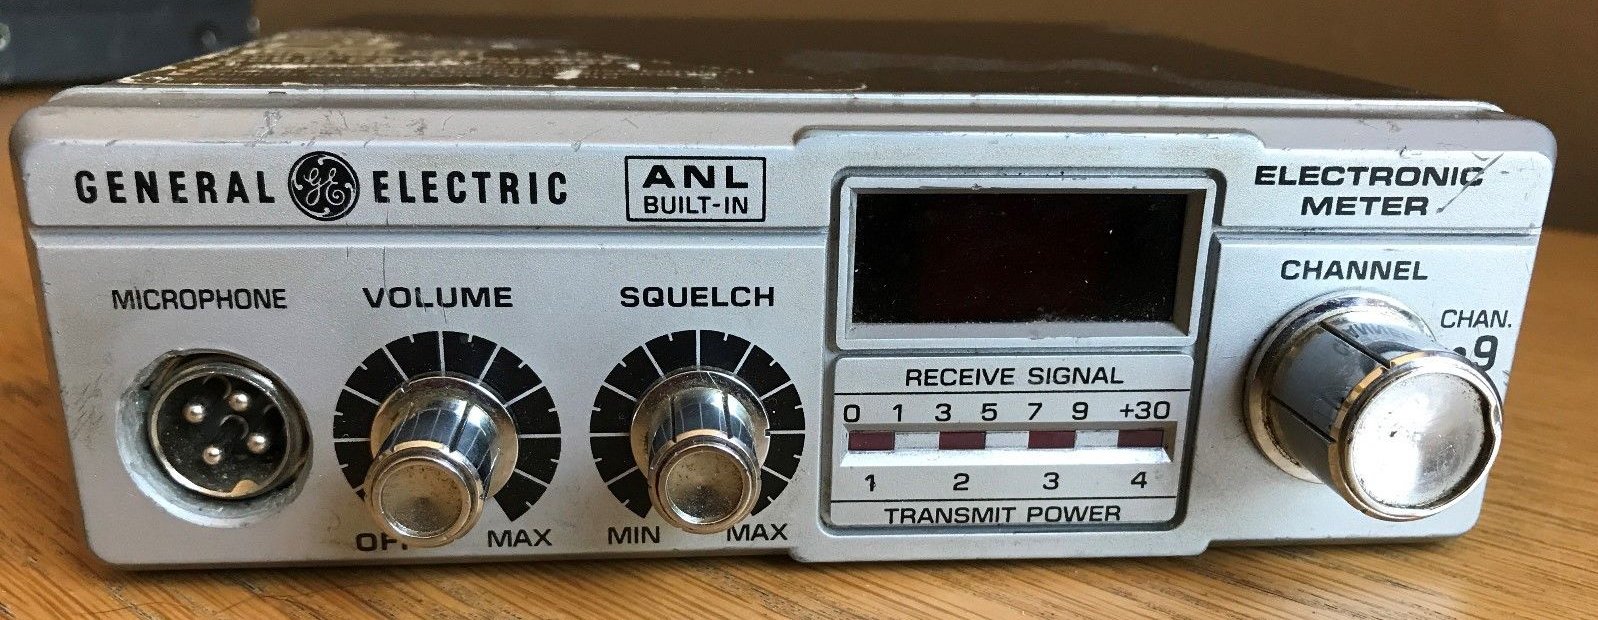 GENERAL GE ELECTRIC
ANL
BUILT-IN
ELECTRONIC
METER
MICROPHONE
VOLUME
SQUELCH
CHANNEL
CHAN.
9
RECEIVE SIGNAL
0 1 3 5 7 9 +30
1 2 3 4
TRANSMIT POWER
MAX
MIN MAX